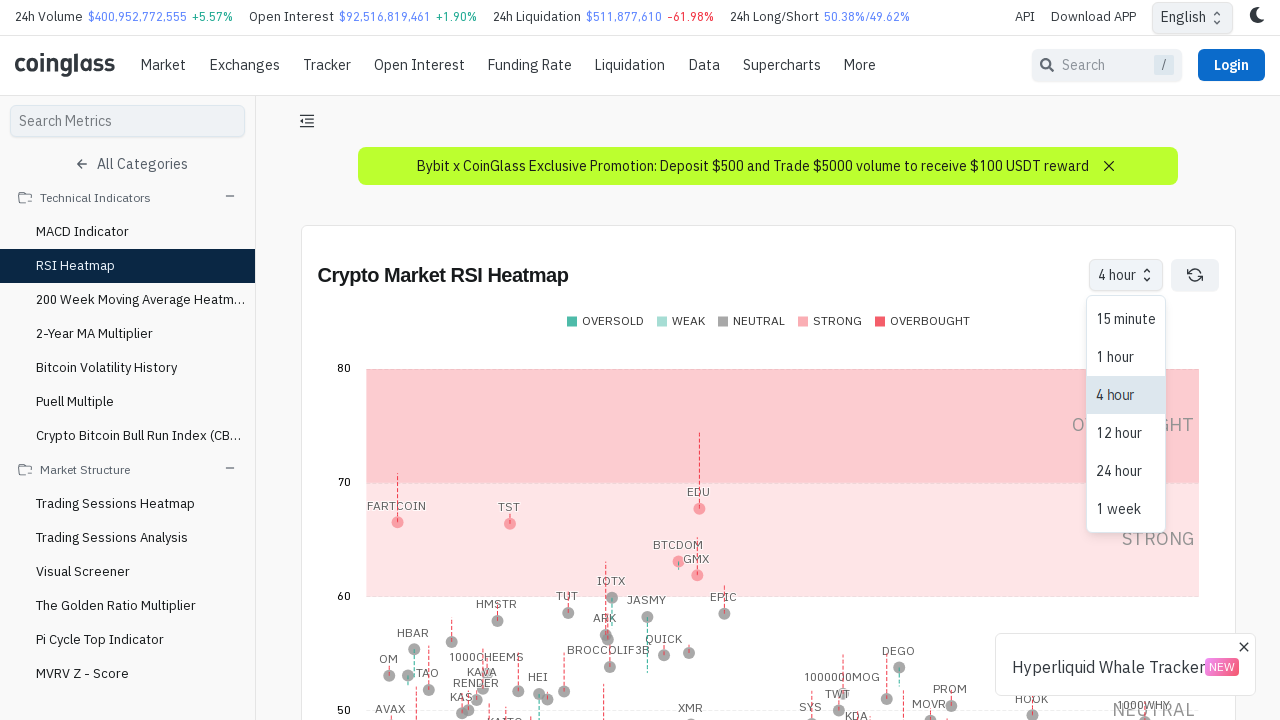 24h Volume $400,952,772,555 +5.57% Open Interest $92,516,819,461 +1.90% 24h Liquidation $511,877,610 -61.98% 24h Long/Short 50.38%/49.62% API Download APP English
coinglass Market Exchanges Tracker Open Interest Funding Rate Liquidation Data Supercharts More Search / Login
Search Metrics
All Categories
Technical Indicators
MACD Indicator
RSI Heatmap
200 Week Moving Average Heatm...
2-Year MA Multiplier
Bitcoin Volatility History
Puell Multiple
Crypto Bitcoin Bull Run Index (CB...
Market Structure
Trading Sessions Heatmap
Trading Sessions Analysis
Visual Screener
The Golden Ratio Multiplier
Pi Cycle Top Indicator
MVRV Z - Score
Bybit x CoinGlass Exclusive Promotion: Deposit $500 and Trade $5000 volume to receive $100 USDT reward
Crypto Market RSI Heatmap
4 hour
15 minute
1 hour
4 hour
12 hour
24 hour
1 week
OVERSOLD WEAK NEUTRAL STRONG OVERBOUGHT
80
70
EDU
FARTCOIN TST
STRONG
BTCDOM
GMX
IOTX
60
TUT JASMY EPIC
HMSTR
ARK
HBAR QUICK
BROCCOLIF3B DEGO
OM 1000CHEEMS
TAO KAVA HEI 1000000MOG
RENDER PROM
KAS TWT HOOK
AVAX XMR SYS MOVR 1000WHY
50 KDA NEUTRAL
Hyperliquid Whale Tracker NEW